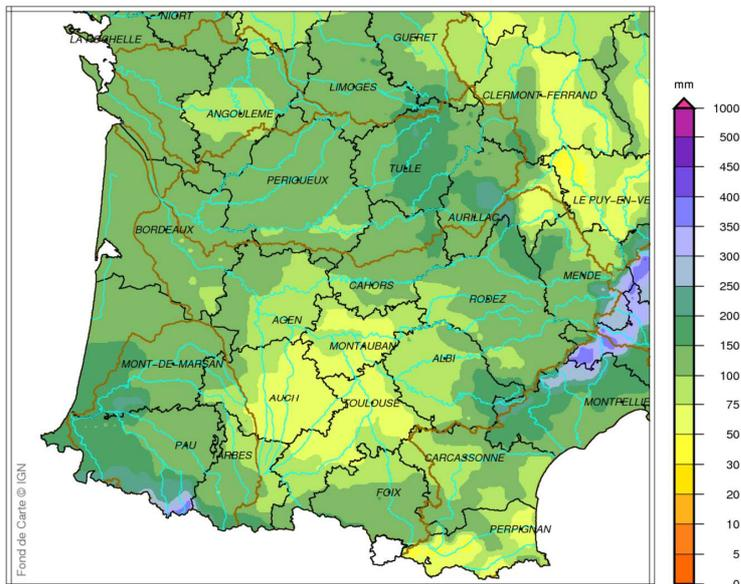 NIORT
LA ROCHELLE
GUERET
LIMOGES
CLERMONT-FERRAND
ANGOULEME
TULLE
PERIGUEUX
LE PUY-EN-VE
AURILLAC
BORDEAUX
MENDE
CAHORS
RODEZ
AGEN
MONTAUBAN
ALBI
MONT-DE-MARSAN
AUCH
TOULOUSE
MONTPELLIE
PAU
TARBES
CARCASSONNE
FOIX
PERPIGNAN
Fond de Carte © IGN
mm
1000
500
450
400
350
300
250
200
150
100
75
50
30
20
10
5
0